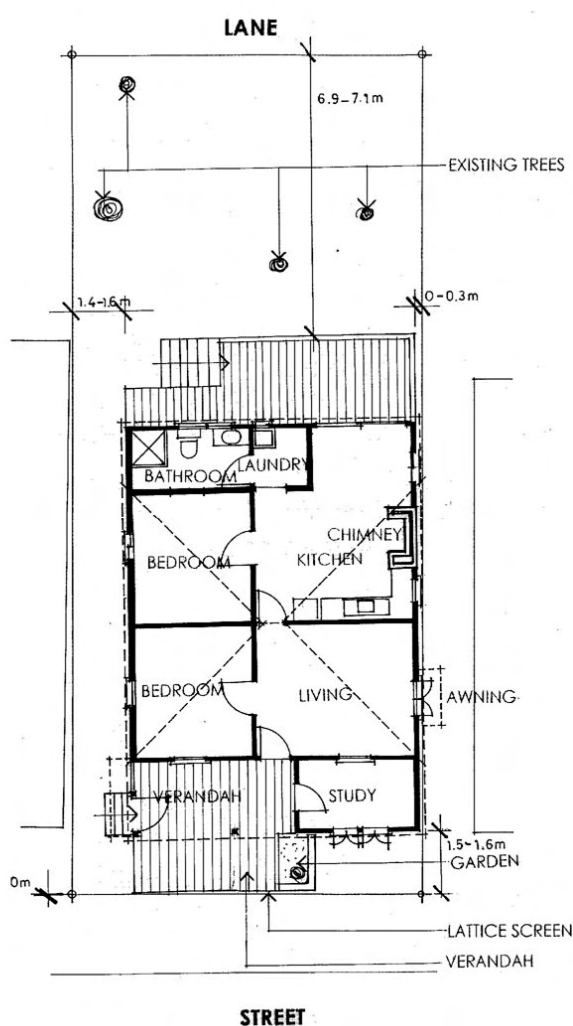 LANE
6.9-7.1m
EXISTING TREES
1.4-1.6m
0-0.3m
BATHROOM
LAUNDRY
CHIMNEY
BEDROOM
KITCHEN
BEDROOM
LIVING
AWNING
VERANDAH
STUDY
1.5-1.6m
GARDEN
0m
LATTICE SCREEN
VERANDAH
STREET